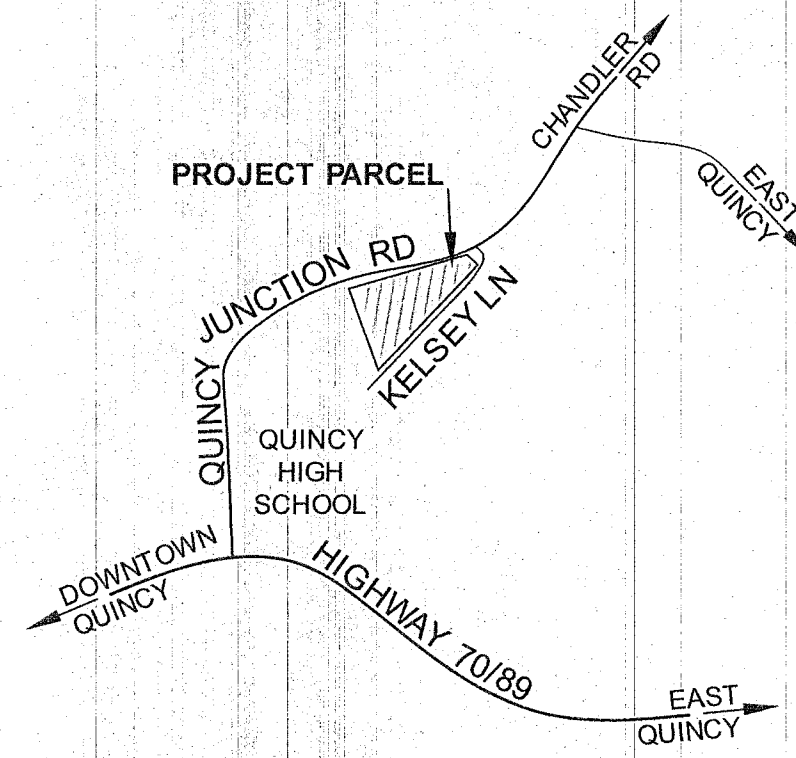 CHANDLER
RD
PROJECT PARCEL
EAST
QUINCY
QUINCY JUNCTION RD
KELSEY LN
QUINCY
HIGH
SCHOOL
DOWNTOWN
QUINCY
HIGHWAY 70/89
EAST
QUINCY